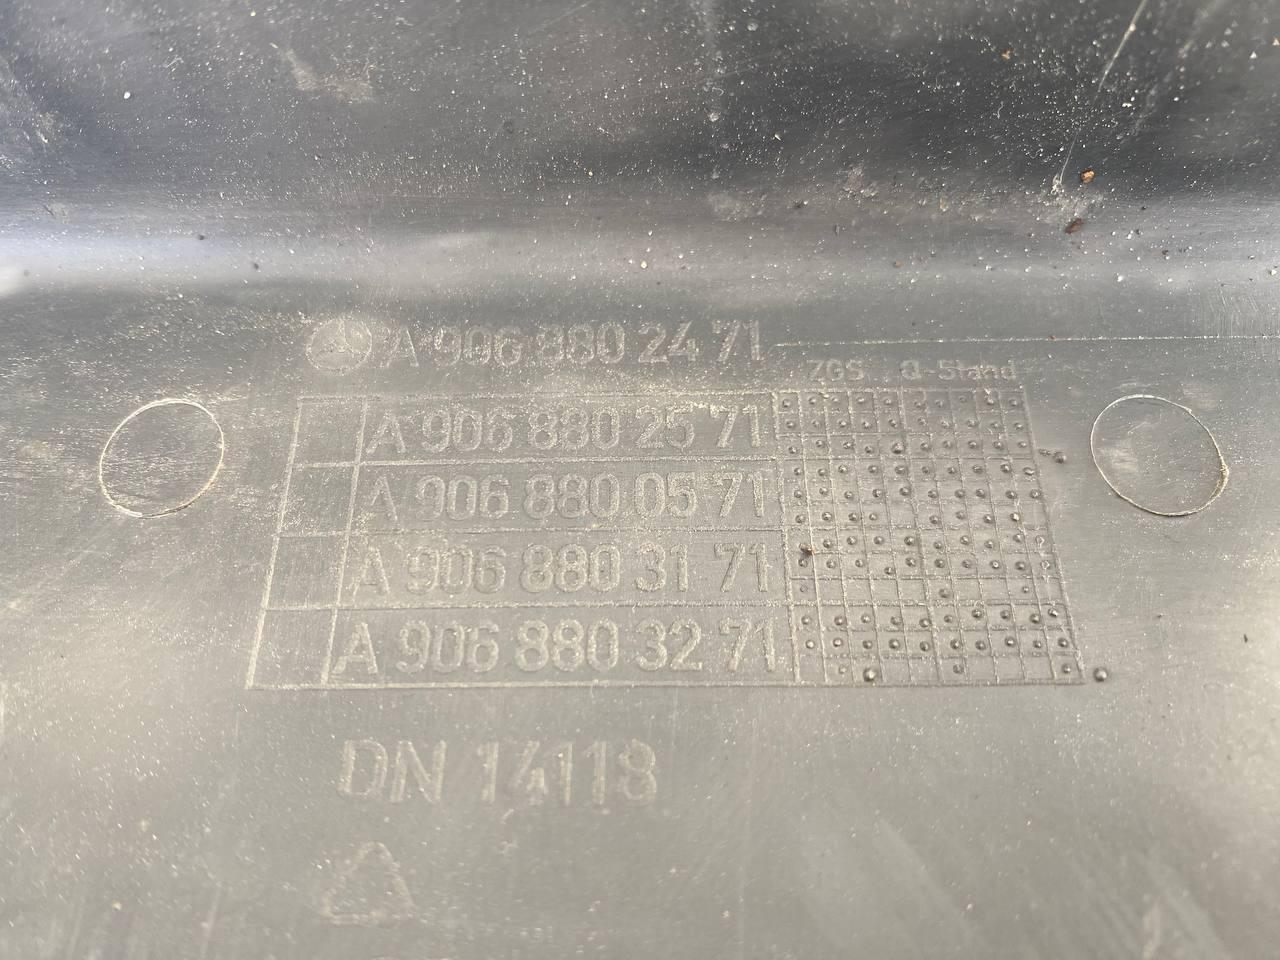 A 906 880 24 71
ZGS Q-Stand
A 906 880 25 71
A 906 880 05 71
A 906 880 31 71
A 906 880 32 71
DN 14118